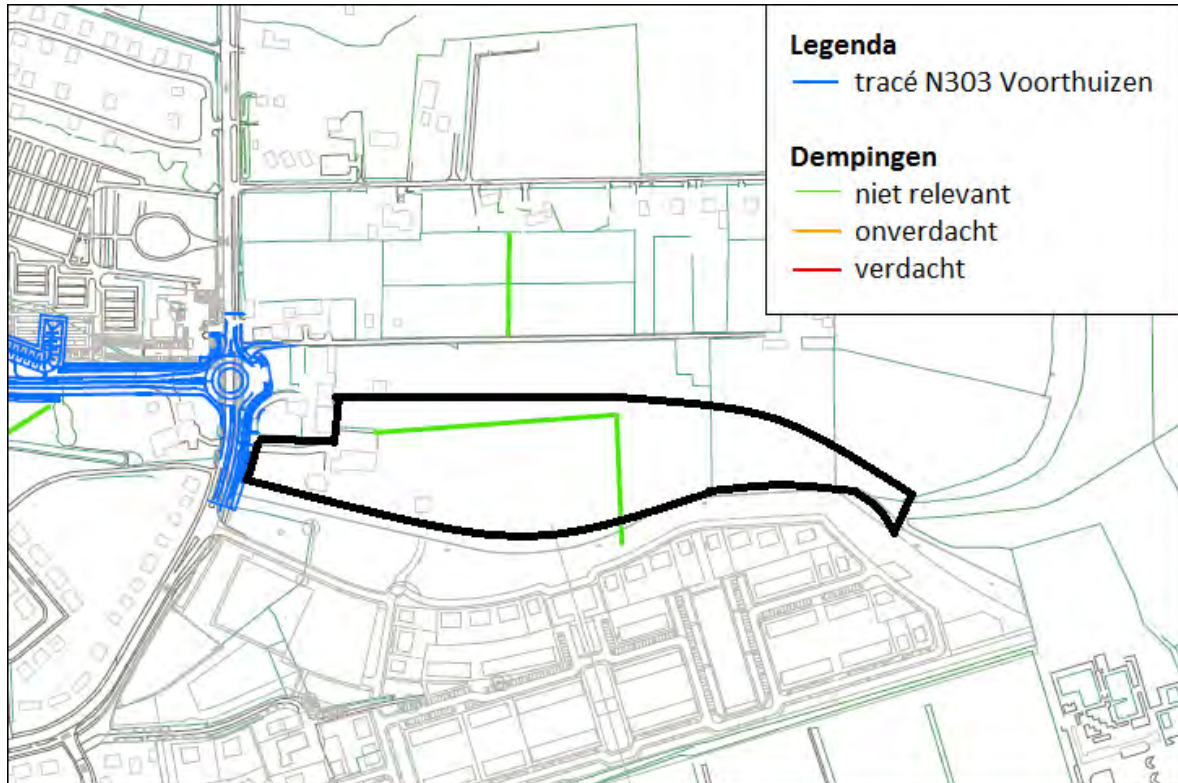 Legenda
tracé N303 Voorthuizen
Dempingen
niet relevant
onverdacht
verdacht